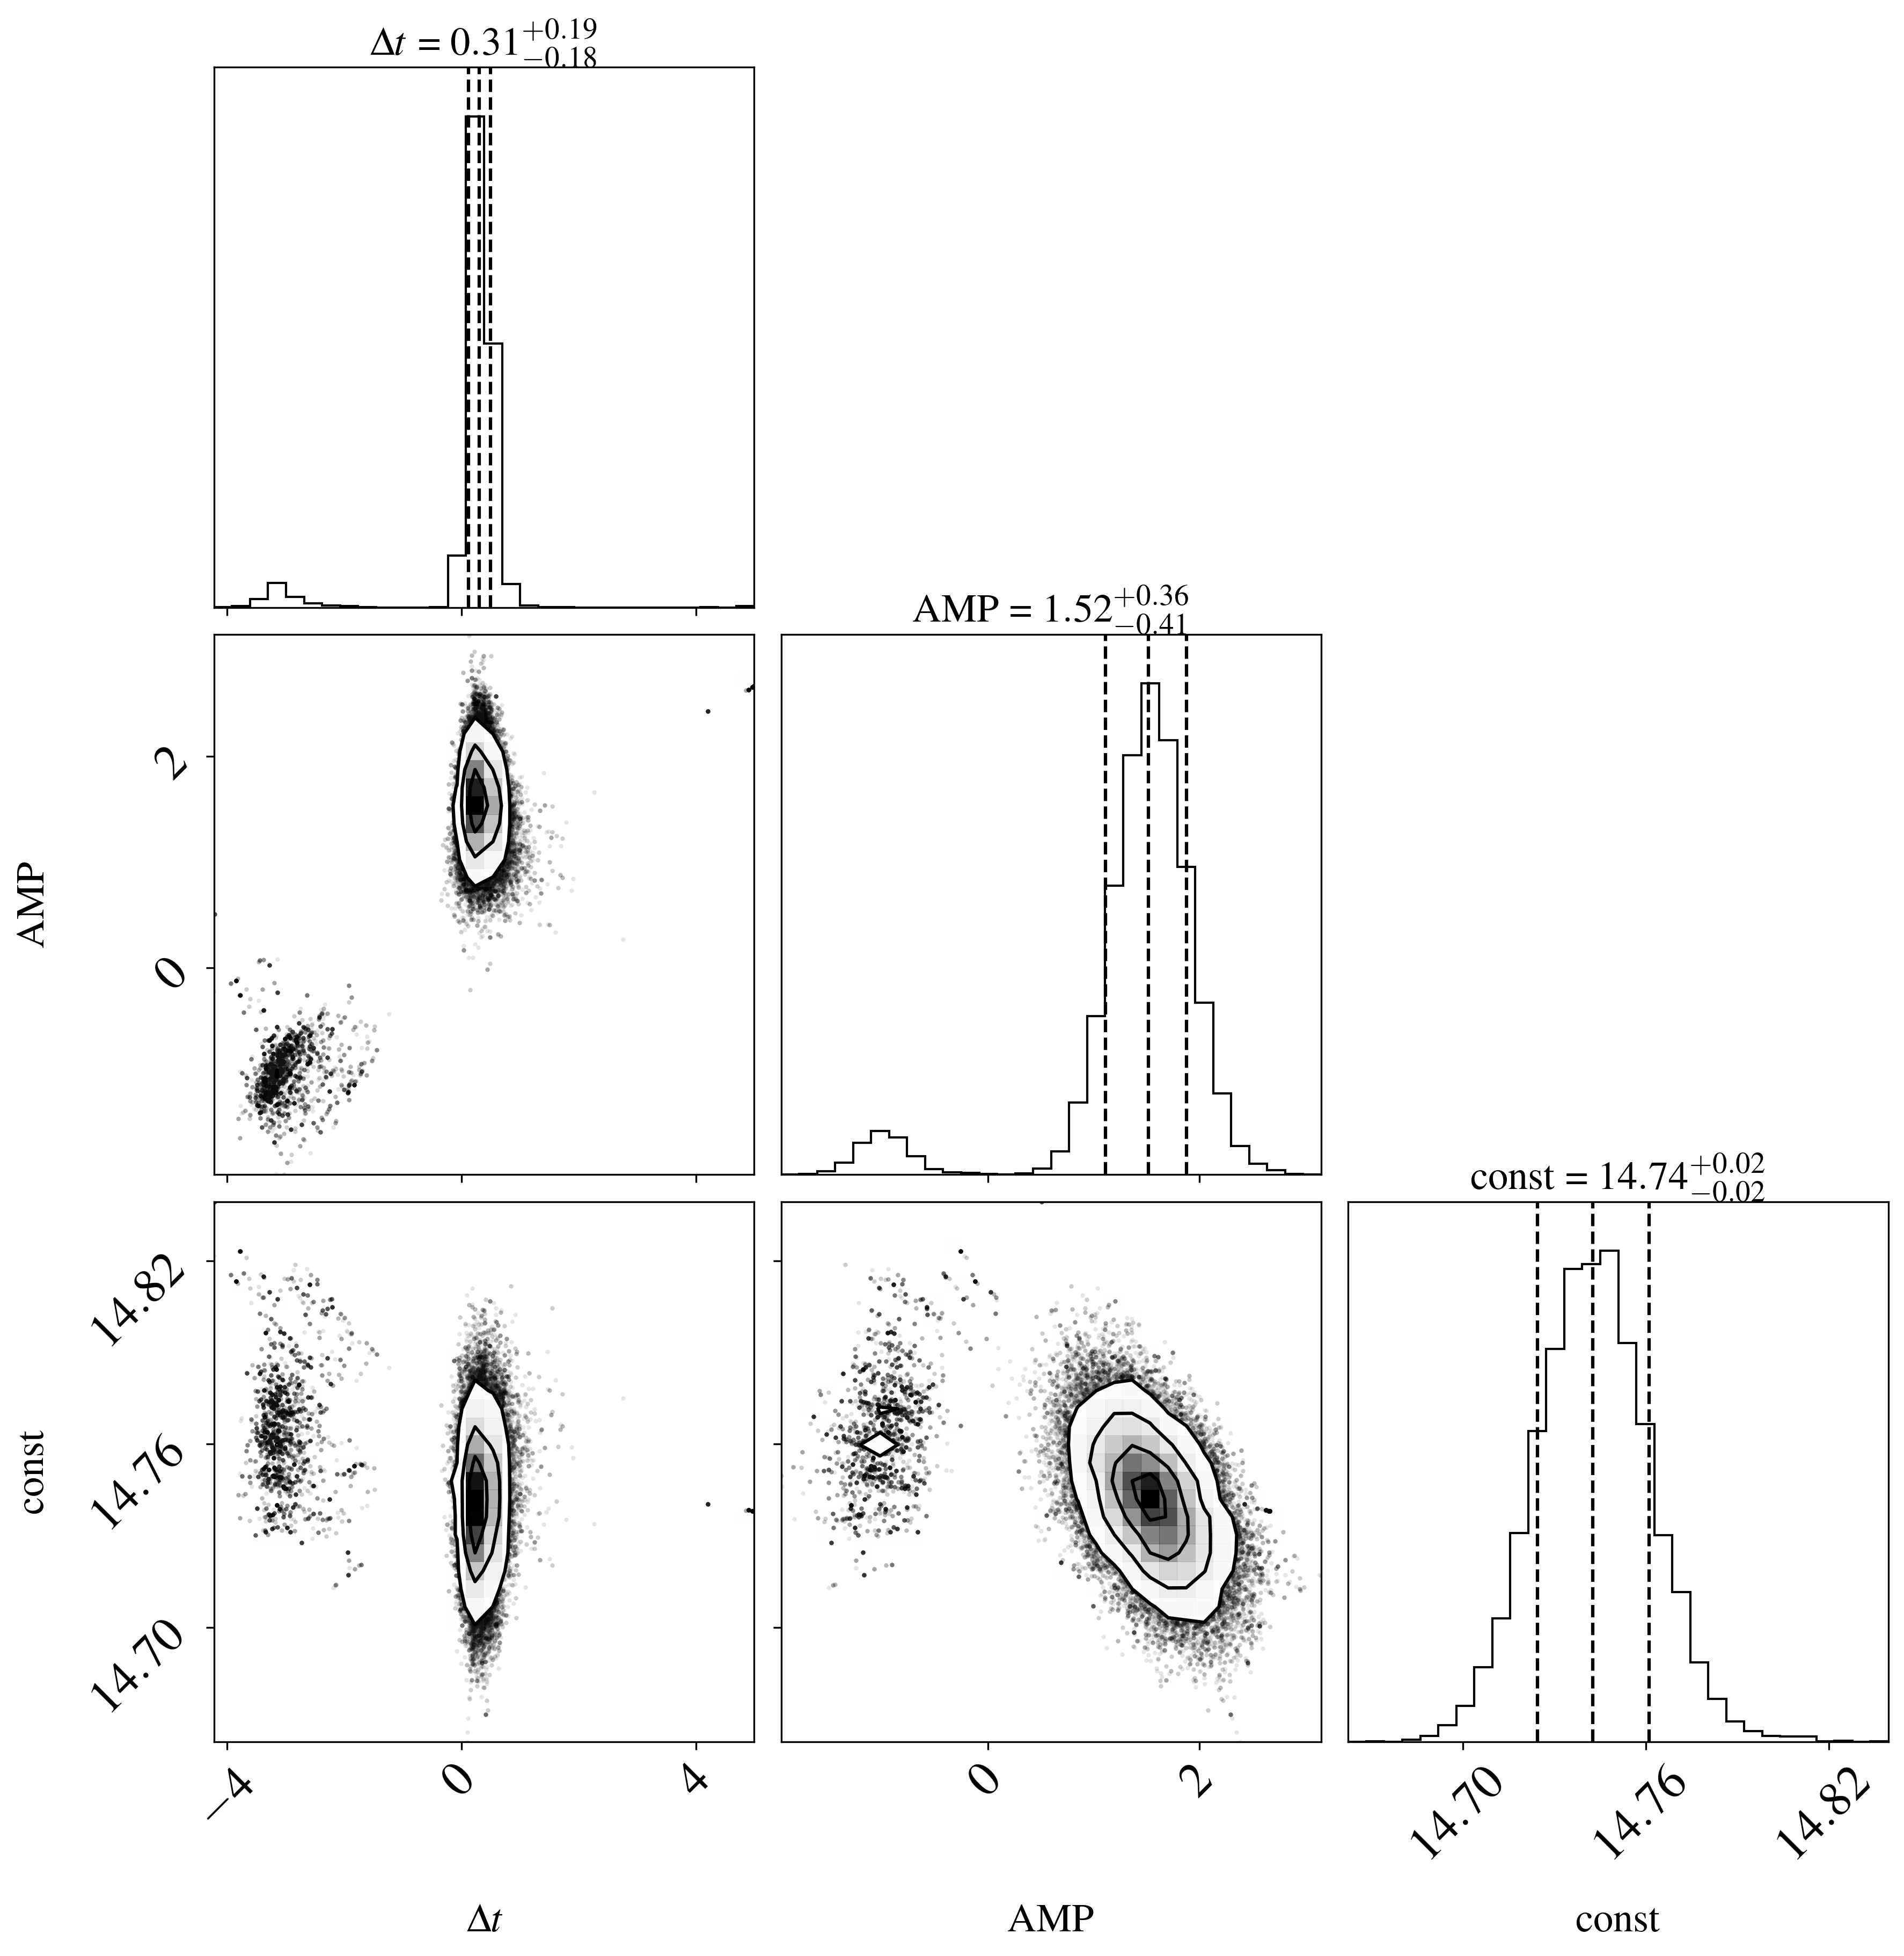 Δt = 0.31+0.19−0.18
AMP = 1.52+0.36−0.41
2
AMP
0
const = 14.74+0.02−0.02
14.82
const
14.76
14.70
−4 0 4 0 2 14.70 14.76 14.82
Δt AMP const